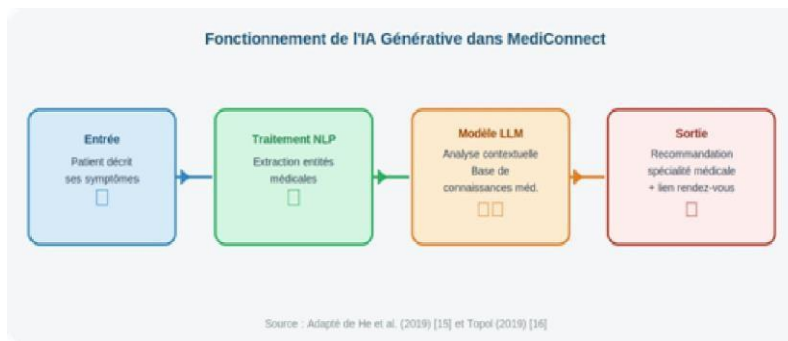 Fonctionnement de l'IA Générative dans MediConnect
Entrée
Patient décrit
ses symptômes
Traitement NLP
Extraction entités
médicales
Modèle LLM
Analyse contextuelle
Base de
connaissances méd.
Sortie
Recommandation
spécialité médicale
+ lien rendez-vous
Source : Adapté de He et al. (2019) [15] et Topol (2019) [16]